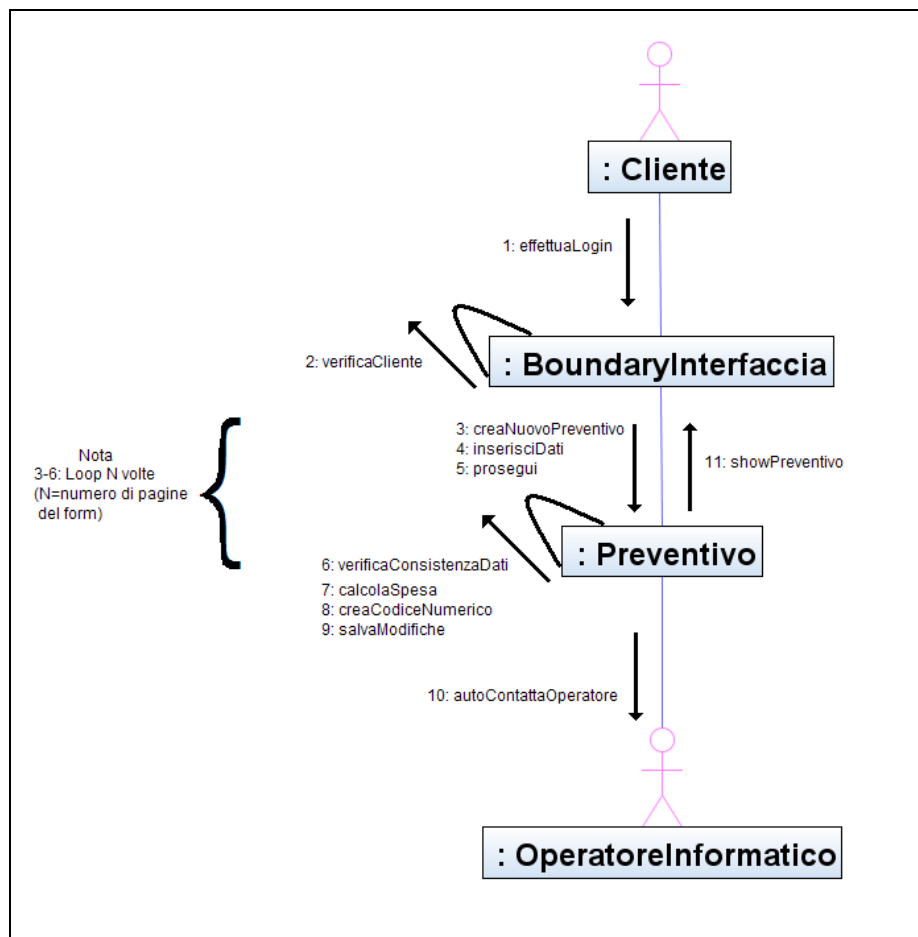 : Cliente
1: effettuaLogin
: BoundaryInterfaccia
2: verificaCliente
3: creaNuovoPreventivo
4: inserisciDati
5: prosegui
11: showPreventivo
Nota
3-6: Loop N volte
(N=numero di pagine
del form)
: Preventivo
6: verificaConsistenzaDati
7: calcolaSpesa
8: creaCodiceNumerico
9: salvaModifiche
10: autoContattaOperatore
: OperatoreInformatico